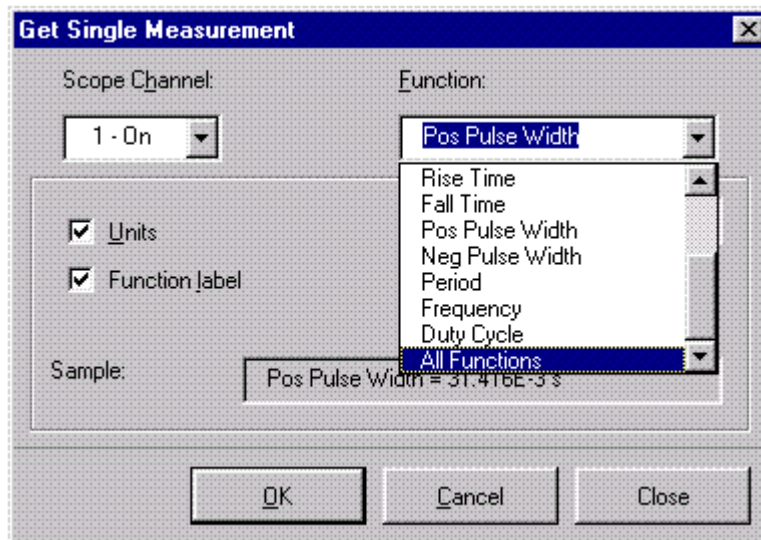 Get Single Measurement
Scope Channel:
Function:
1 - On
Pos Pulse Width
Rise Time
Fall Time
Pos Pulse Width
Neg Pulse Width
Period
Frequency
Duty Cycle
All Functions
Units
Function label
Sample:
Pos Pulse Width = 31.416E-3 s
OK
Cancel
Close